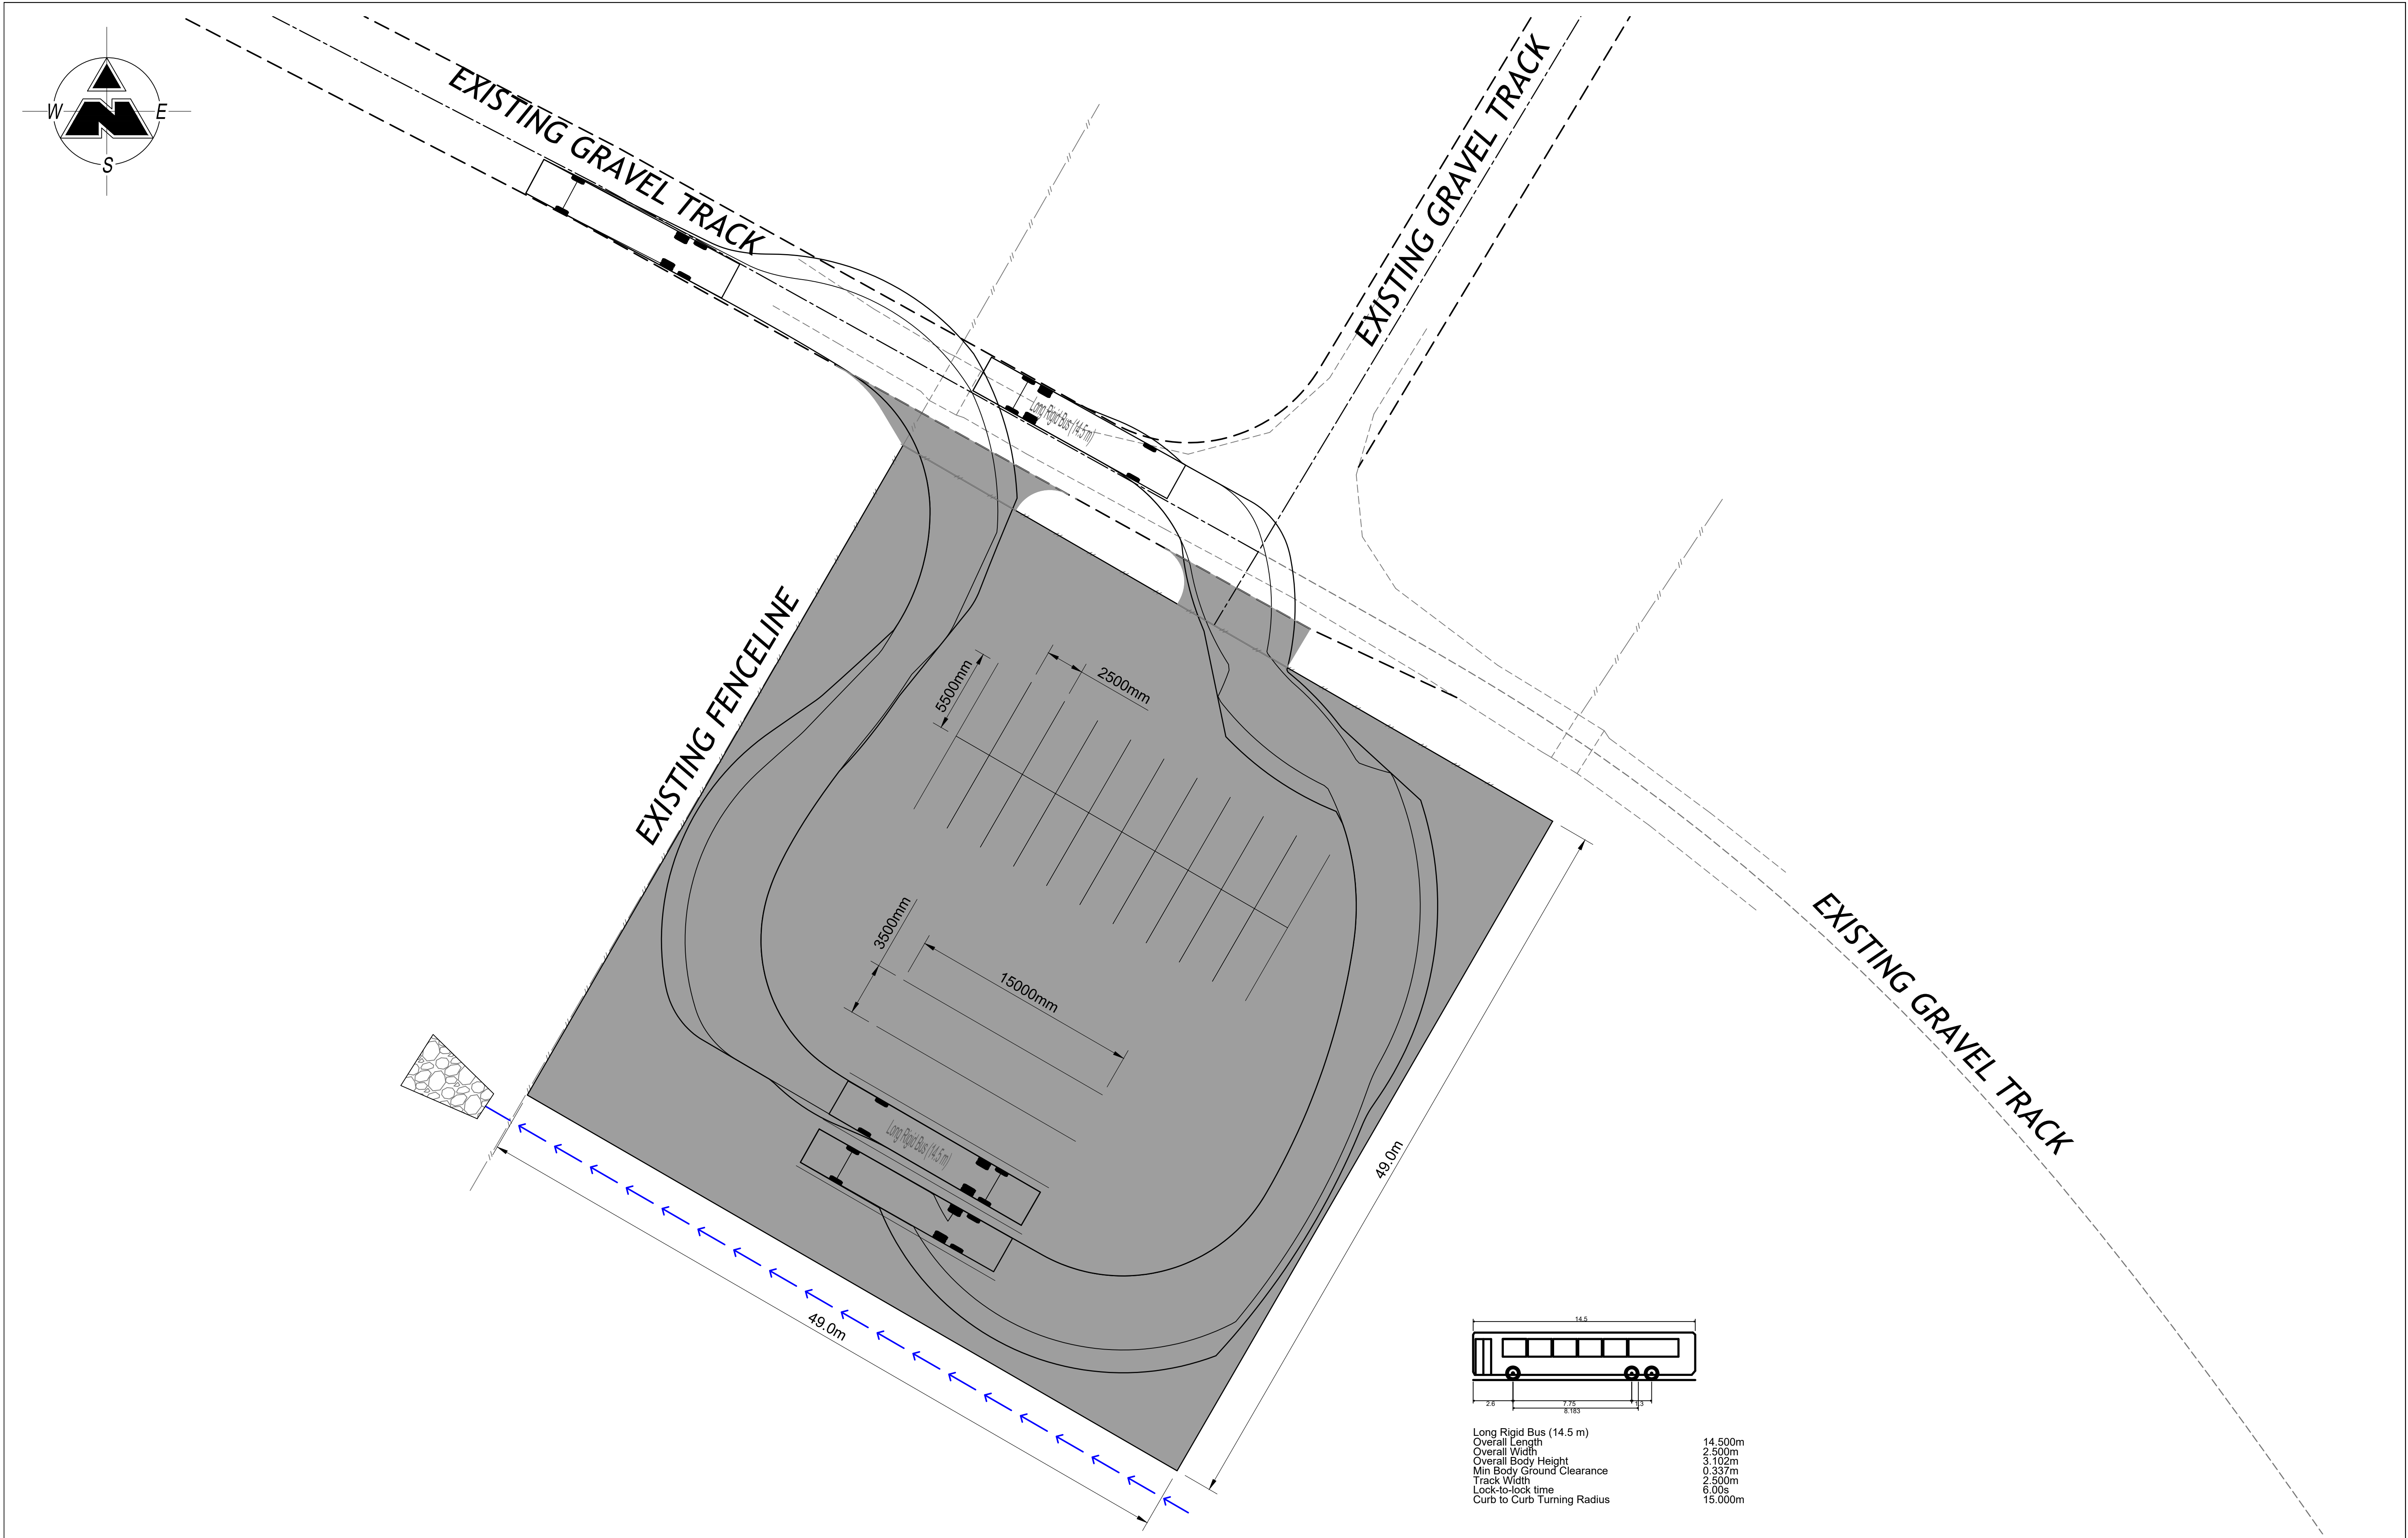 N
W
E
S
EXISTING GRAVEL TRACK
EXISTING GRAVEL TRACK
Long Rigid Bus (14.5 m)
EXISTING FENCELINE
5500mm
2500mm
3500mm
15000mm
EXISTING GRAVEL TRACK
Long Rigid Bus (14.5 m)
49.0m
49.0m
14.5
2.6
7.75
1.3
8.183
Long Rigid Bus (14.5 m)
Overall Length 14.500m
Overall Width 2.500m
Overall Body Height 3.102m
Min Body Ground Clearance 0.337m
Track Width 2.500m
Lock-to-lock time 6.00s
Curb to Curb Turning Radius 15.000m